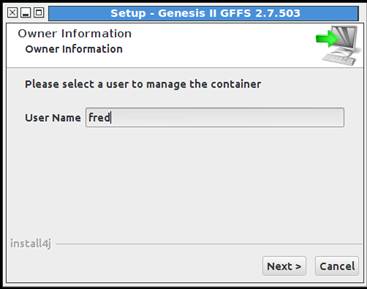 Setup - Genesis II GFFS 2.7.503
Owner Information
Owner Information
Please select a user to manage the container
User Name fred
install4j
Next > Cancel